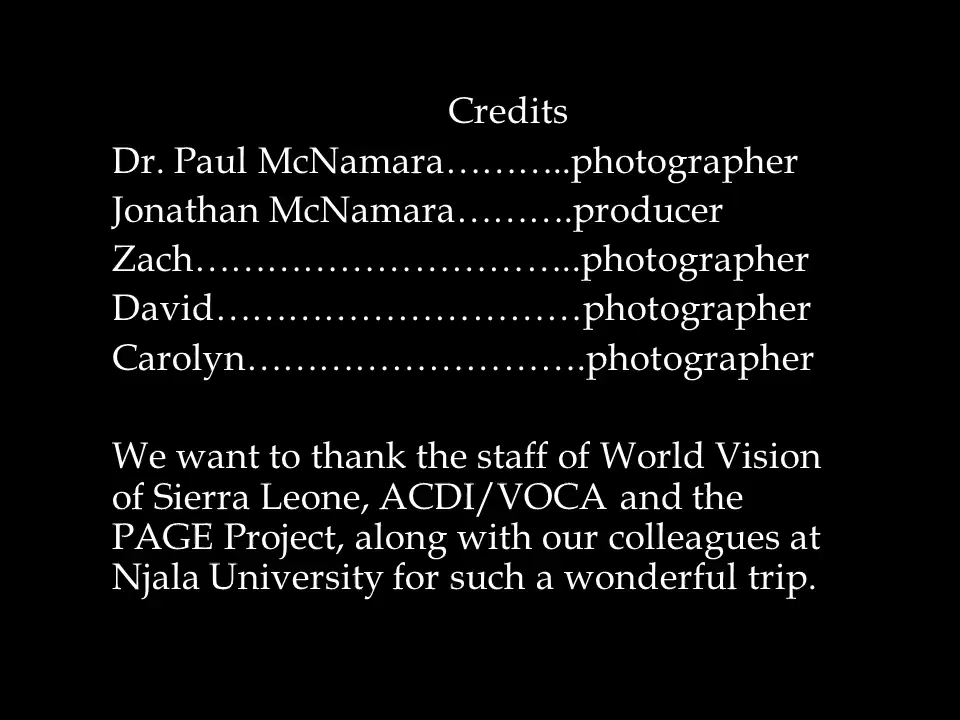 Credits
Dr. Paul McNamara………..photographer
Jonathan McNamara……….producer
Zach…………………………..photographer
David…………………………photographer
Carolyn……………………….photographer
We want to thank the staff of World Vision
of Sierra Leone, ACDI/VOCA and the
PAGE Project, along with our colleagues at
Njala University for such a wonderful trip.